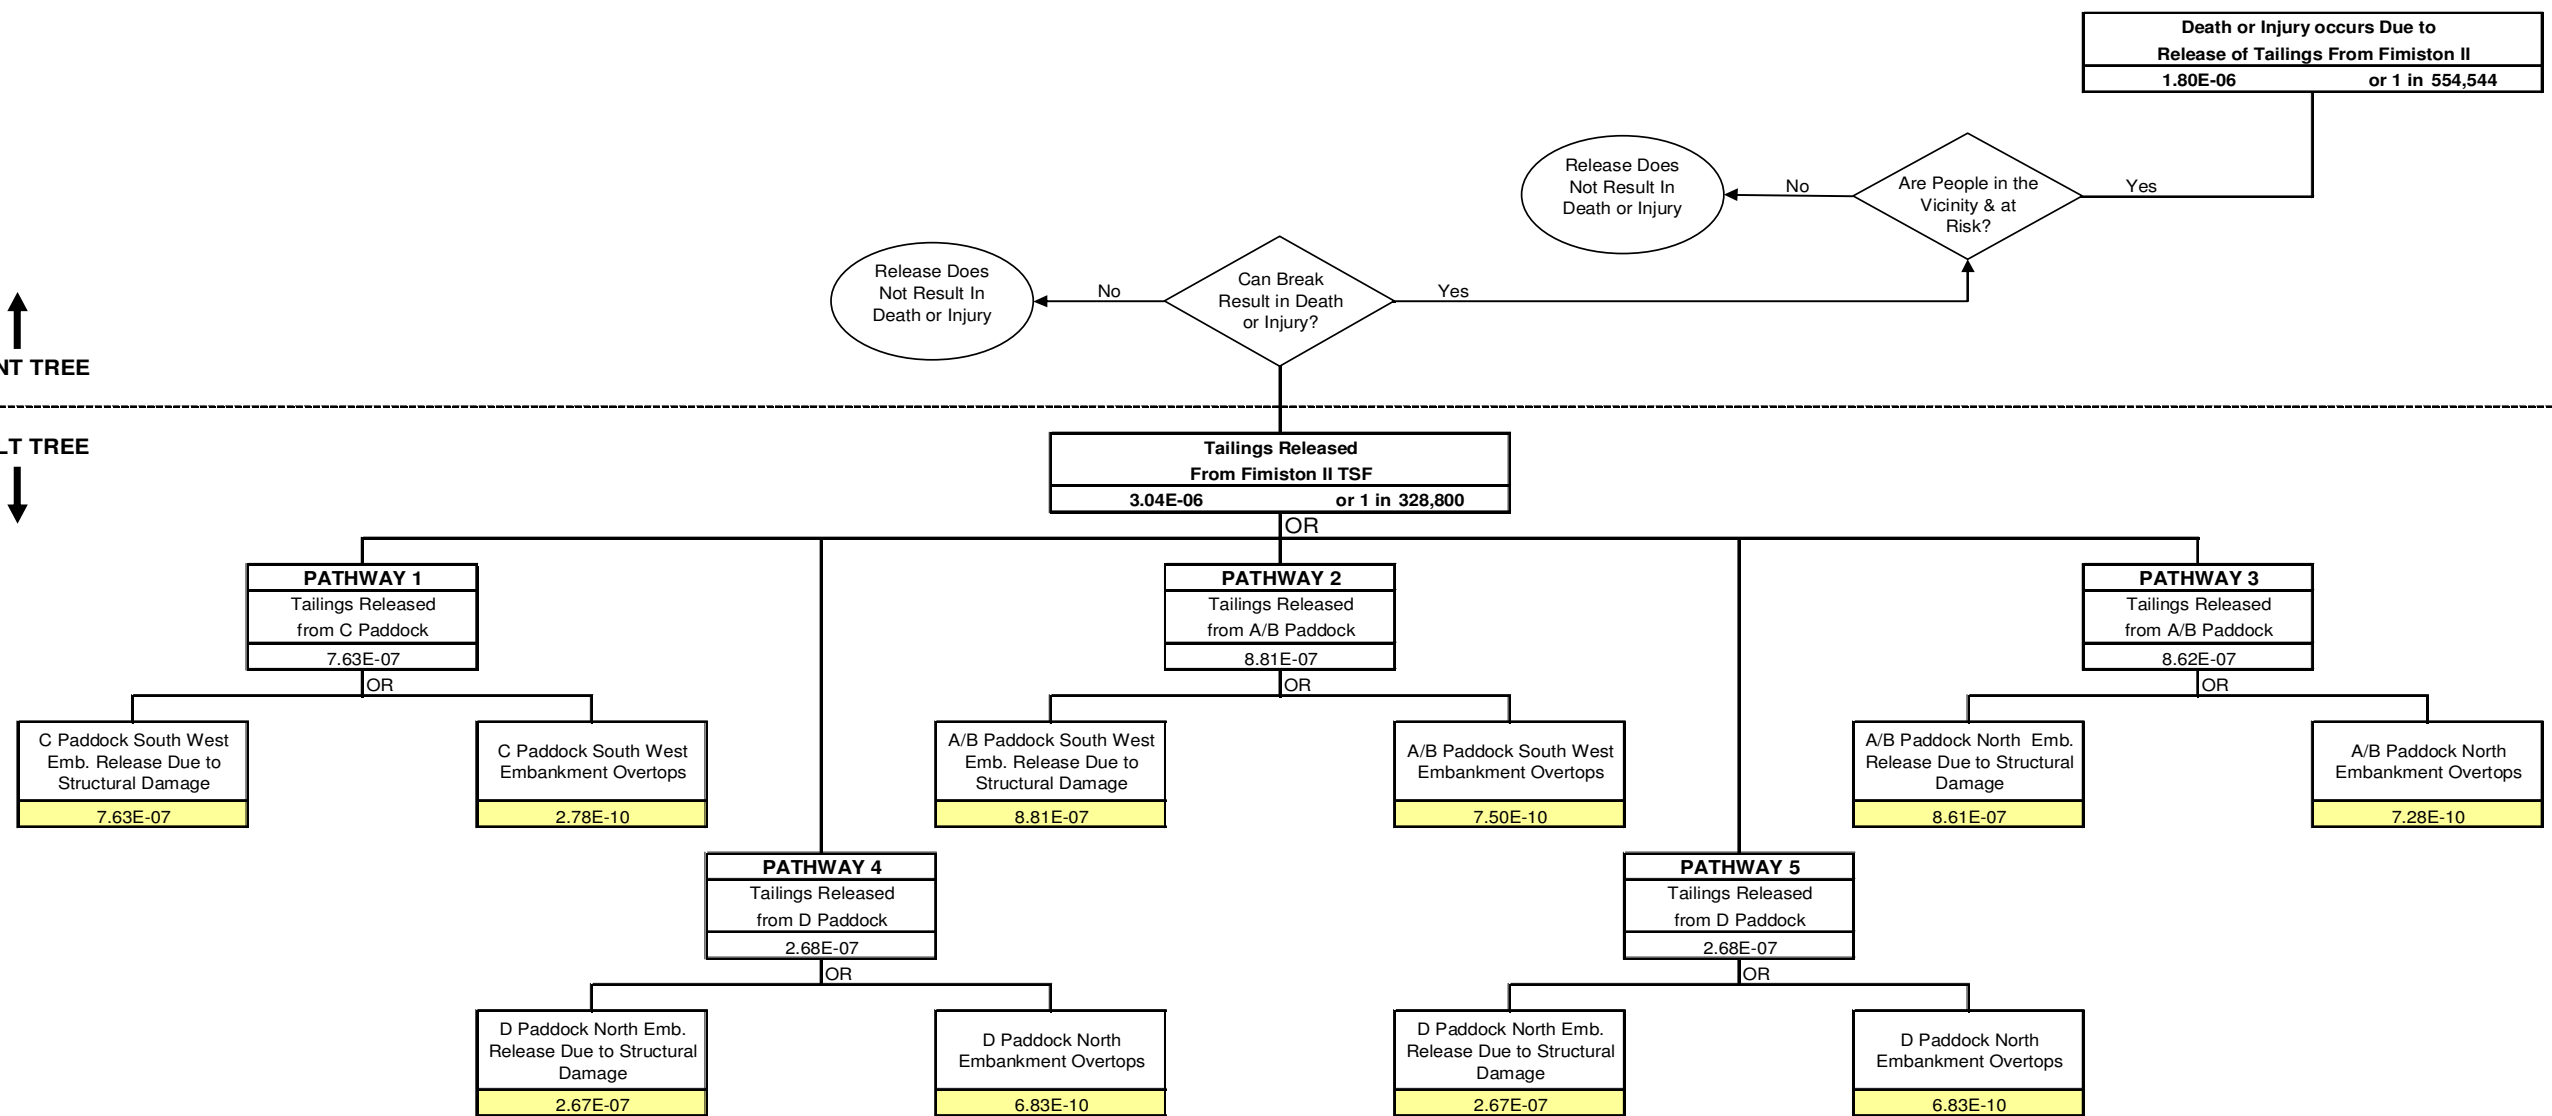 Death or Injury occurs Due to
Release of Tailings From Fimiston II
1.80E-06 or 1 in 554,544
Release Does
Not Result In
Death or Injury
No
Are People in the
Vicinity & at
Risk?
Yes
Release Does
Not Result In
Death or Injury
No
Can Break
Result in Death
or Injury?
Yes
NT TREE
LT TREE
Tailings Released
From Fimiston II TSF
3.04E-06 or 1 in 328,800
OR
PATHWAY 1
Tailings Released
from C Paddock
7.63E-07
OR
PATHWAY 2
Tailings Released
from A/B Paddock
8.81E-07
OR
PATHWAY 3
Tailings Released
from A/B Paddock
8.62E-07
OR
C Paddock South West
Emb. Release Due to
Structural Damage
7.63E-07
C Paddock South West
Embankment Overtops
2.78E-10
A/B Paddock South West
Emb. Release Due to
Structural Damage
8.81E-07
A/B Paddock South West
Embankment Overtops
7.50E-10
A/B Paddock North Emb.
Release Due to Structural
Damage
8.61E-07
A/B Paddock North
Embankment Overtops
7.28E-10
PATHWAY 4
Tailings Released
from D Paddock
2.68E-07
OR
PATHWAY 5
Tailings Released
from D Paddock
2.68E-07
OR
D Paddock North Emb.
Release Due to Structural
Damage
2.67E-07
D Paddock North
Embankment Overtops
6.83E-10
D Paddock North Emb.
Release Due to Structural
Damage
2.67E-07
D Paddock North
Embankment Overtops
6.83E-10